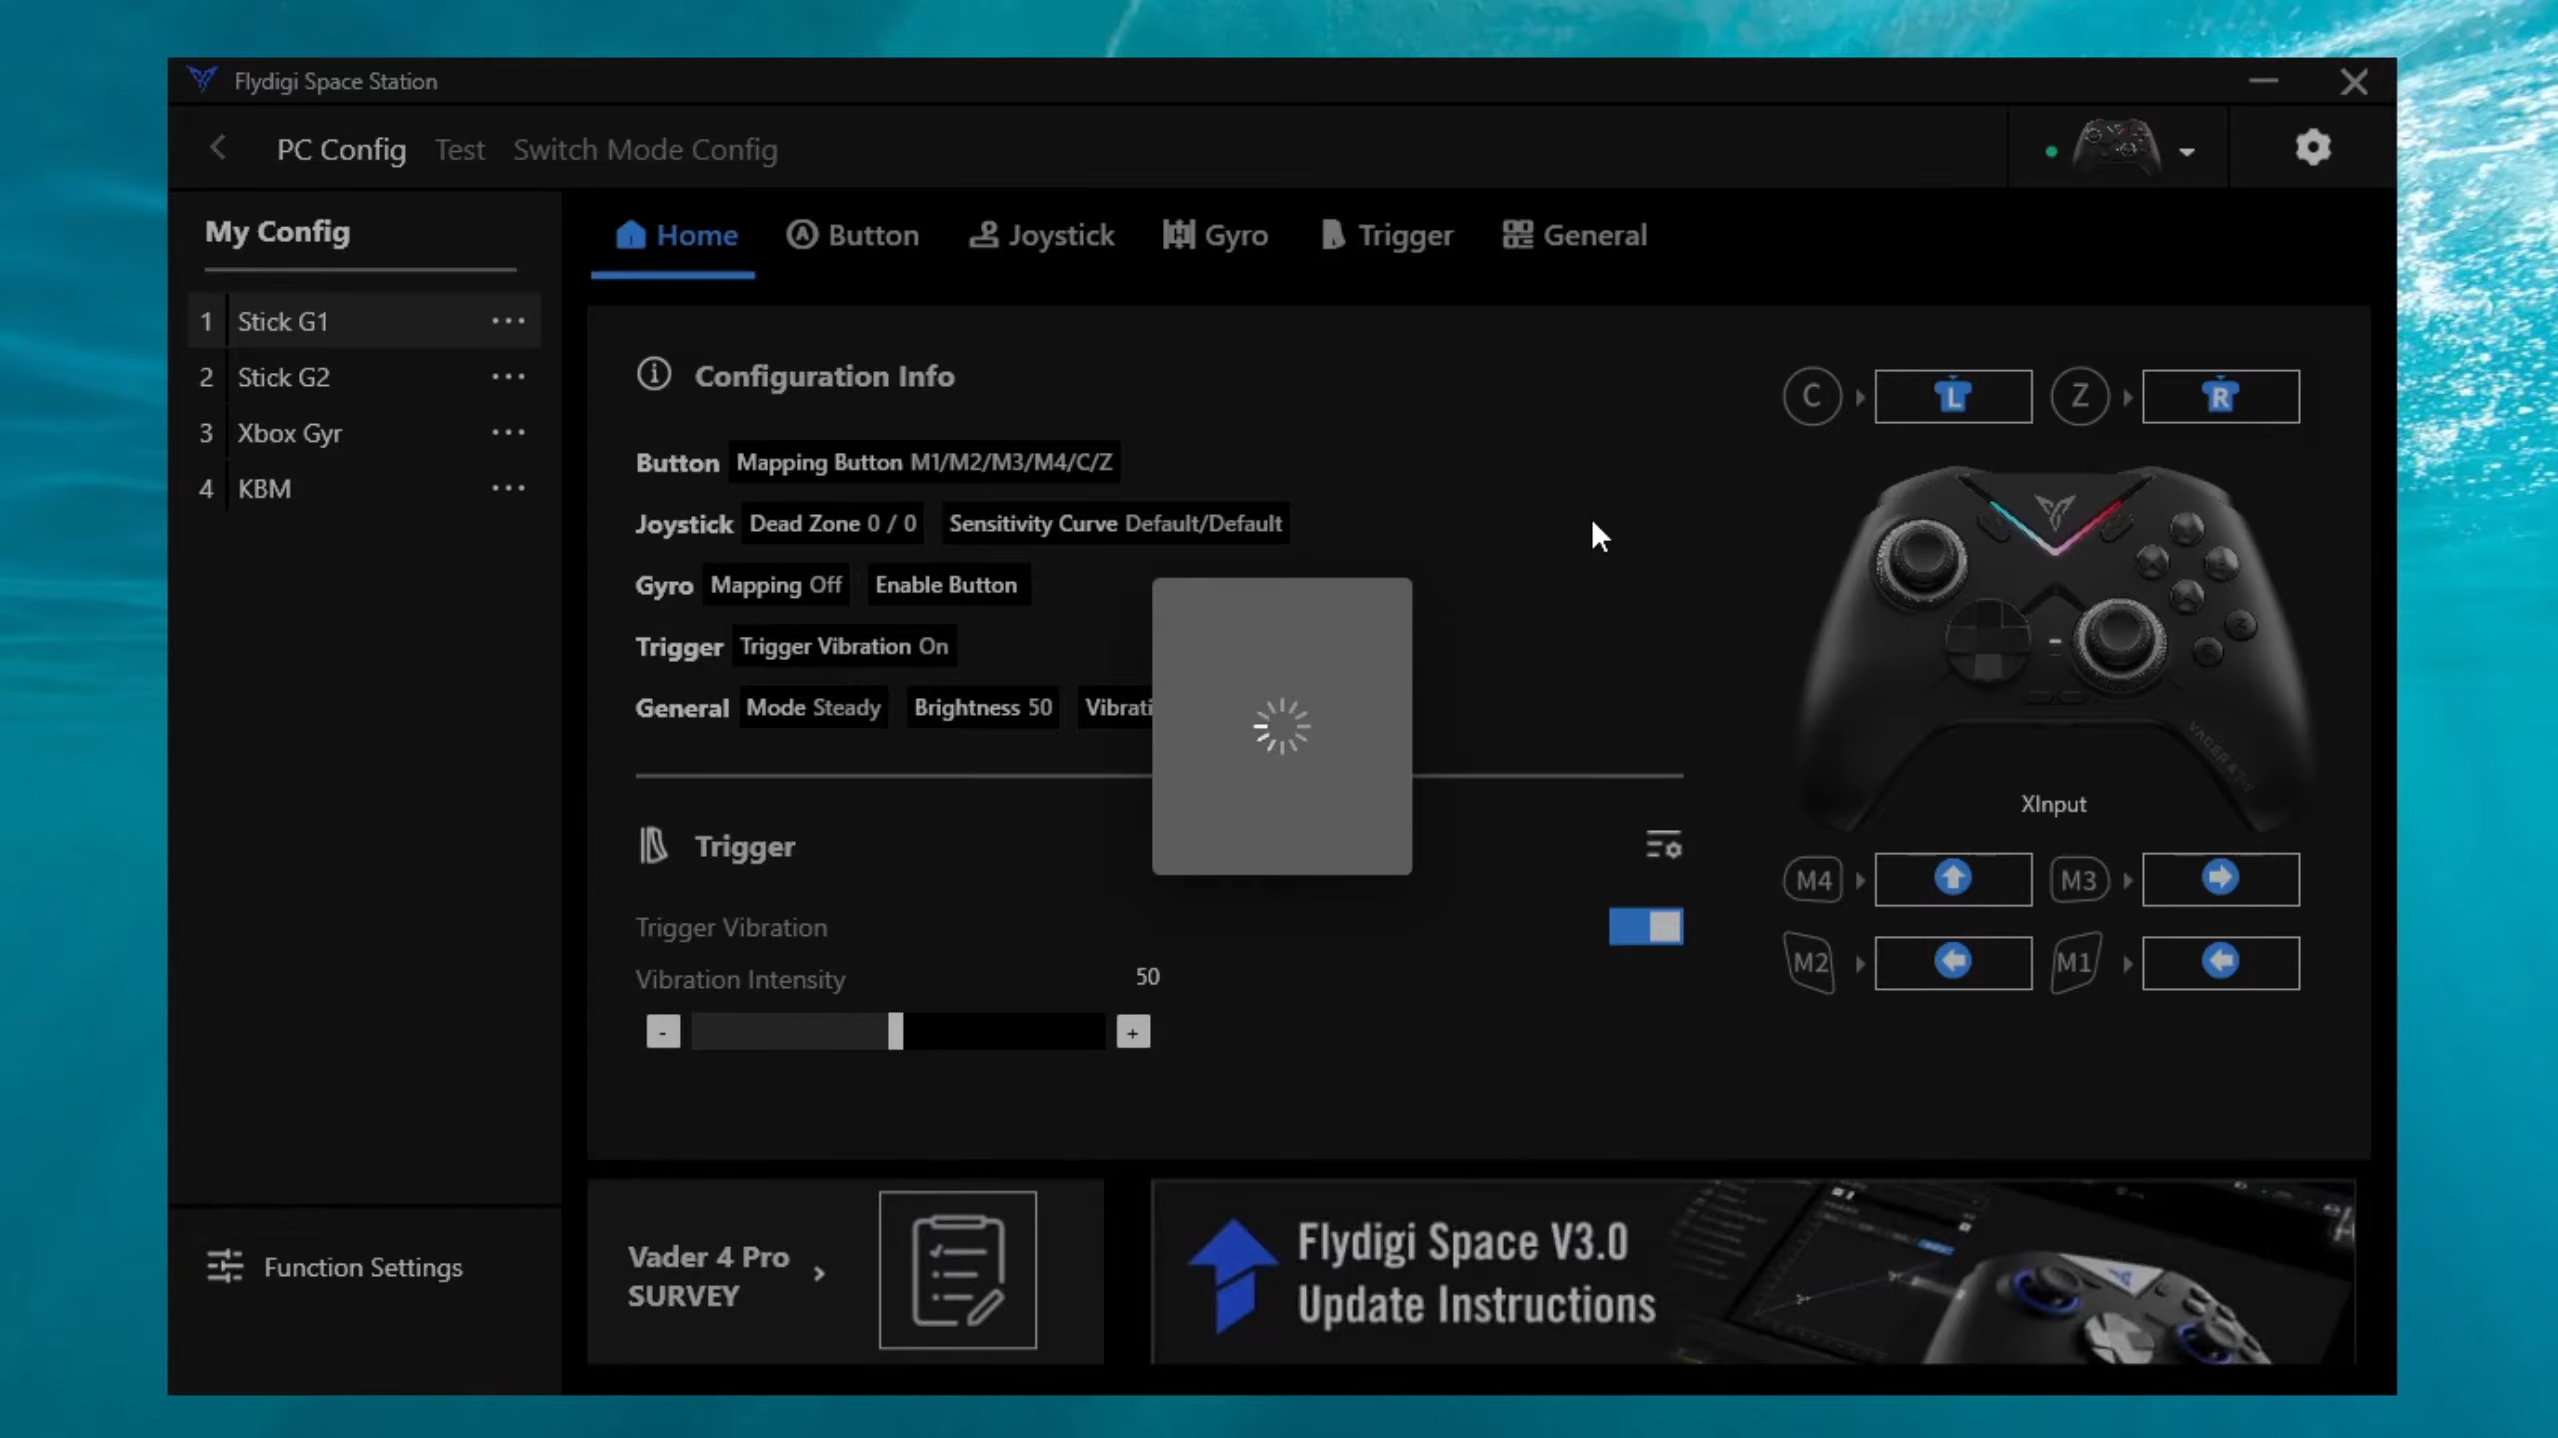 Flydigi Space Station
PC Config Test Switch Mode Config
My Config
1 Stick G1 ...
2 Stick G2 ...
3 Xbox Gyr ...
4 KBM ...
Function Settings
Home Button Joystick Gyro Trigger General
Configuration Info
Button Mapping Button M1/M2/M3/M4/C/Z
Joystick Dead Zone 0 / 0 Sensitivity Curve Default/Default
Gyro Mapping Off Enable Button
Trigger Trigger Vibration On
General Mode Steady Brightness 50 Vibrati
Trigger
Trigger Vibration
Vibration Intensity 50
- +
C L Z R
XInput
M4 M3
M2 M1
Vader 4 Pro
SURVEY
Flydigi Space V3.0
Update Instructions